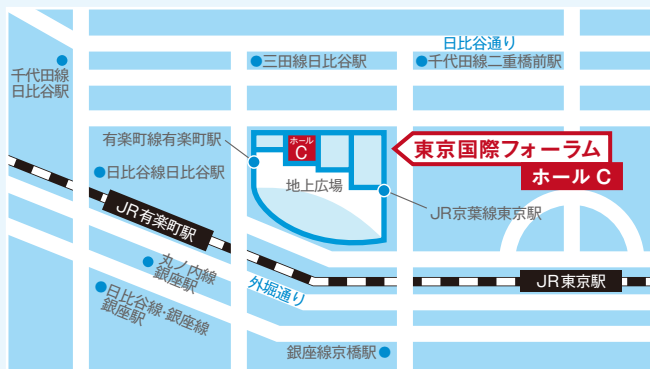 日比谷通り
千代田線
日比谷駅
三田線日比谷駅
千代田線二重橋前駅
有楽町線有楽町駅
ホール
C
東京国際フォーラム
ホール C
日比谷線日比谷駅
地上広場
JR有楽町駅
JR京葉線東京駅
丸ノ内線
銀座駅
外堀通り
JR東京駅
日比谷線・銀座線
銀座駅
銀座線京橋駅